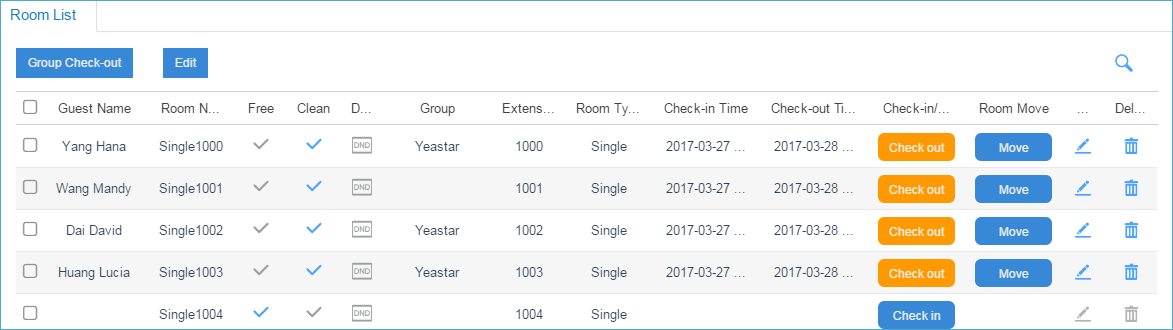 Room List
Group Check-out Edit
Guest Name Room N... Free Clean D... Group Extens... Room Ty... Check-in Time Check-out Ti... Check-in/... Room Move ... Del...
Yang Hana Single1000 DND Yeastar 1000 Single 2017-03-27 ... 2017-03-28 ... Check out Move
Wang Mandy Single1001 DND 1001 Single 2017-03-27 ... 2017-03-28 ... Check out Move
Dai David Single1002 DND Yeastar 1002 Single 2017-03-27 ... 2017-03-28 ... Check out Move
Huang Lucia Single1003 DND Yeastar 1003 Single 2017-03-27 ... 2017-03-28 ... Check out Move
Single1004 DND 1004 Single Check in